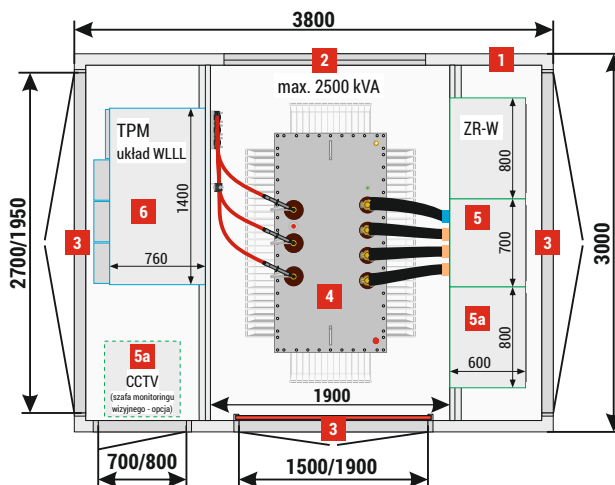 3800
2
1
max. 2500 kVA
TPM
układ WLLL
ZR-W
800
1400
6
5
3
3
2700/1950
3000
760
700
4
5a
5a
CCTV
(szafa monitoringu
wizyjnego - opcja)
800
600
1900
3
700/800
1500/1900